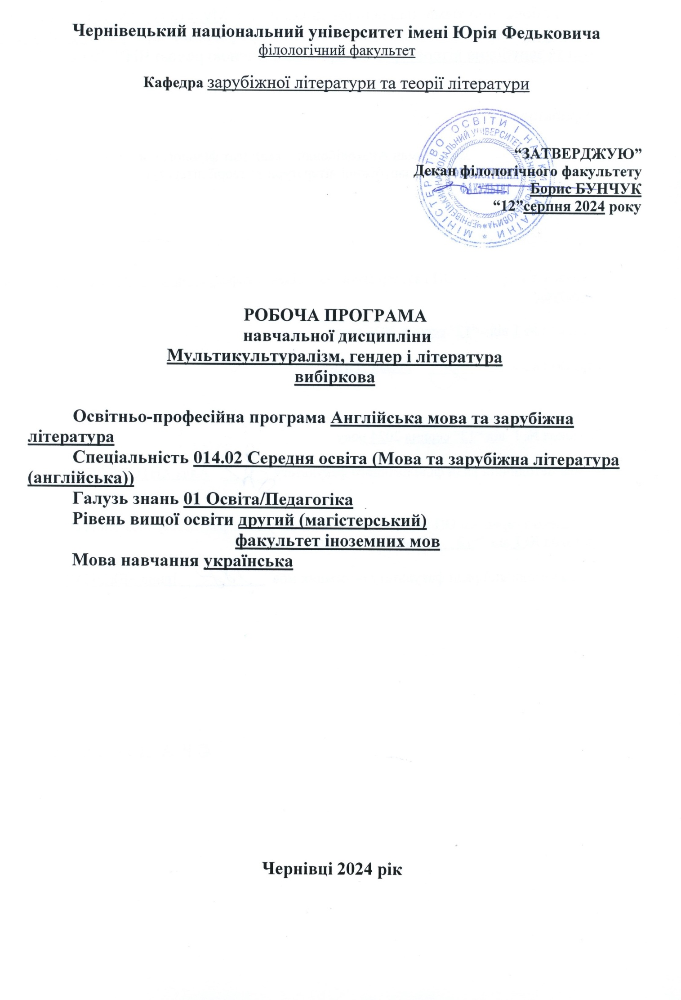 Чернівецький національний університет імені Юрія Федьковича
філологічний факультет
Кафедра зарубіжної літератури та теорії літератури
МІНІСТЕРСТВО ОСВІТИ І НАУКИ УКРАЇНИ *
ЧЕРНІВЕЦЬКИЙ НАЦІОНАЛЬНИЙ УНІВЕРСИТЕТ ІМЕНІ ЮРІЯ ФЕДЬКОВИЧА *
ФІЛОЛОГІЧНИЙ
ФАКУЛЬТЕТ
“ЗАТВЕРДЖУЮ”
Декан філологічного факультету
Борис БУНЧУК
“12”серпня 2024 року
РОБОЧА ПРОГРАМА
навчальної дисципліни
Мультикультуралізм, гендер і література
вибіркова
Освітньо-професійна програма Англійська мова та зарубіжна
література
Спеціальність 014.02 Середня освіта (Мова та зарубіжна література
(англійська))
Галузь знань 01 Освіта/Педагогіка
Рівень вищої освіти другий (магістерський)
факультет іноземних мов
Мова навчання українська
Чернівці 2024 рік